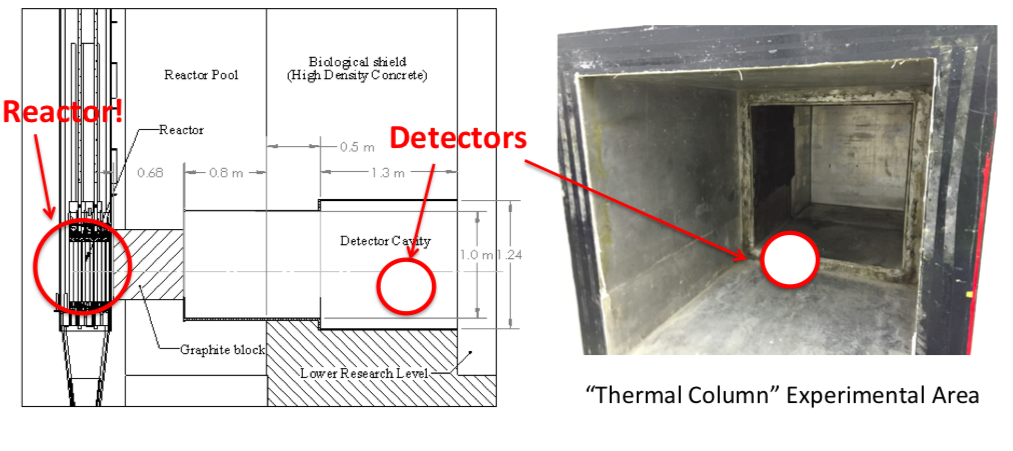 Reactor Pool
Biological shield
(High Density Concrete)
Reactor!
Reactor
Detectors
0.5 m
0.68
0.8 m
1.3 m
Detector Cavity
1.0 m
1.24
Graphite block
Lower Research Level
“Thermal Column” Experimental Area